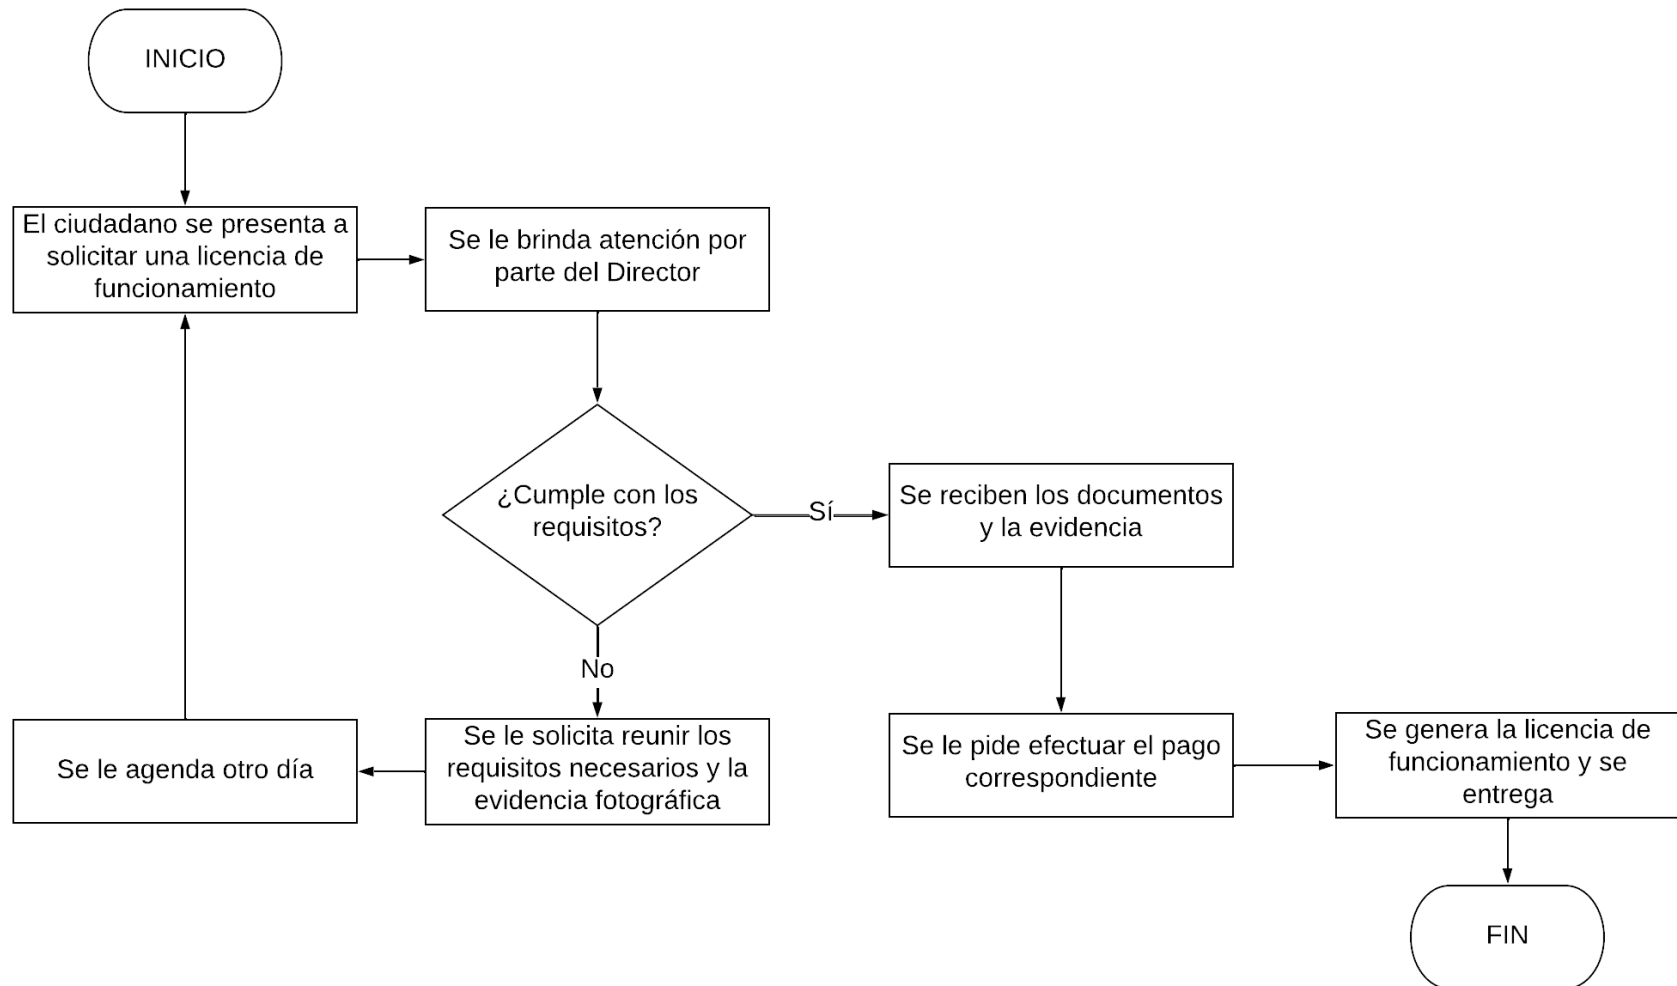 INICIO
El ciudadano se presenta a
solicitar una licencia de
funcionamiento
Se le brinda atención por
parte del Director
¿Cumple con los
requisitos?
Sí
Se reciben los documentos
y la evidencia
No
Se le solicita reunir los
requisitos necesarios y la
evidencia fotográfica
Se le agenda otro día
Se le pide efectuar el pago
correspondiente
Se genera la licencia de
funcionamiento y se
entrega
FIN